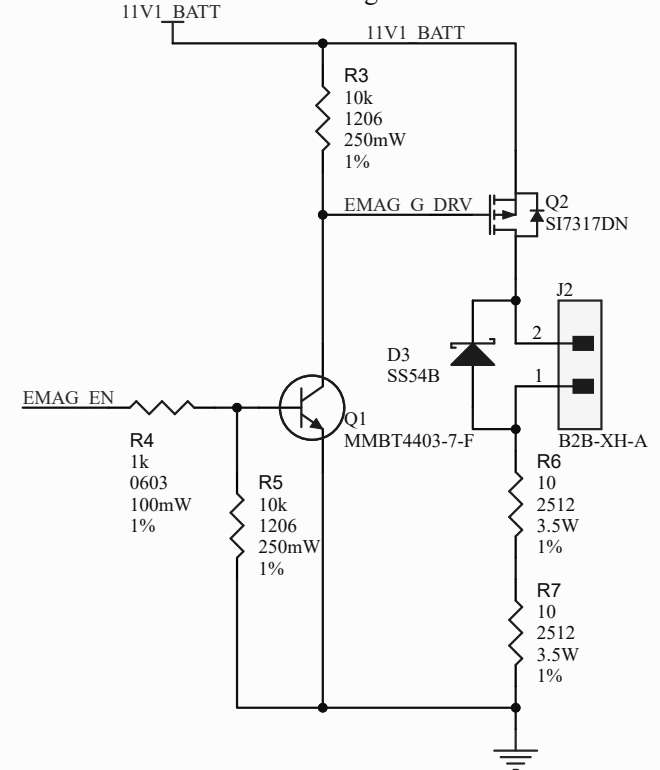 11V1_BATT
11V1_BATT
R3
10k
1206
250mW
1%
EMAG_G_DRV
Q2
SI7317DN
J2
2
D3
SS54B
1
EMAG_EN
Q1
MMBT4403-7-F
B2B-XH-A
R4
1k
0603
100mW
1%
R5
10k
1206
250mW
1%
R6
10
2512
3.5W
1%
R7
10
2512
3.5W
1%